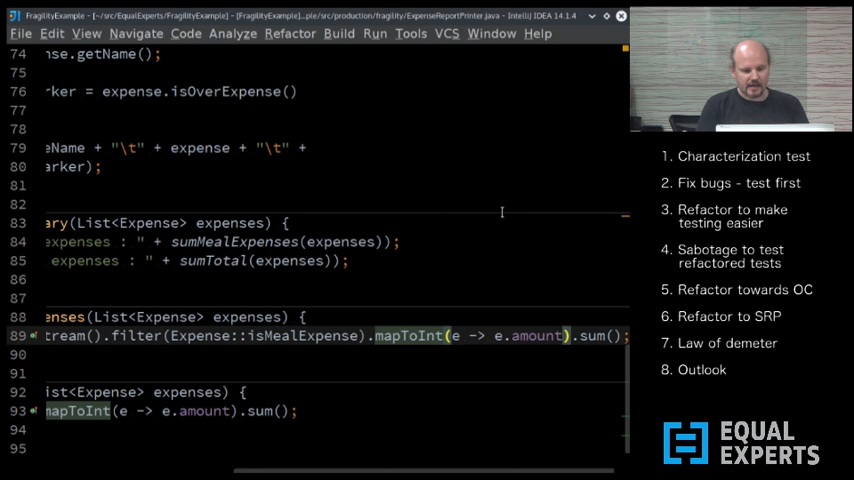 FragilityExample - [~/src/EqualExperts/FragilityExample] - [FragilityExample]...ple/src/production/fragility/ExpenseReportPrinter.java - IntelliJ IDEA 14.1.4
File Edit View Navigate Code Analyze Refactor Build Run Tools VCS Window Help
74 nse.getName();
75
76 rker = expense.isOverExpense()
77
78
79 eName + "\t" + expense + "\t" +
80 arker);
81
82
83 ary(List<Expense> expenses) {
84 expenses : " + sumMealExpenses(expenses));
85 expenses : " + sumTotal(expenses));
86
87
88 enses(List<Expense> expenses) {
89 tream().filter(Expense::isMealExpense).mapToInt(e -> e.amount).sum();
90
91
92 ist<Expense> expenses) {
93 mapToInt(e -> e.amount).sum();
94
95
1. Characterization test
2. Fix bugs - test first
3. Refactor to make
testing easier
4. Sabotage to test
refactored tests
5. Refactor towards OC
6. Refactor to SRP
7. Law of demeter
8. Outlook
EQUAL
EXPERTS